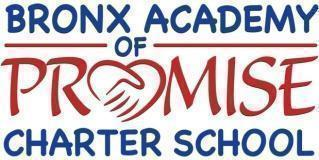 BRONX ACADEMY
OF
PROMISE
CHARTER SCHOOL